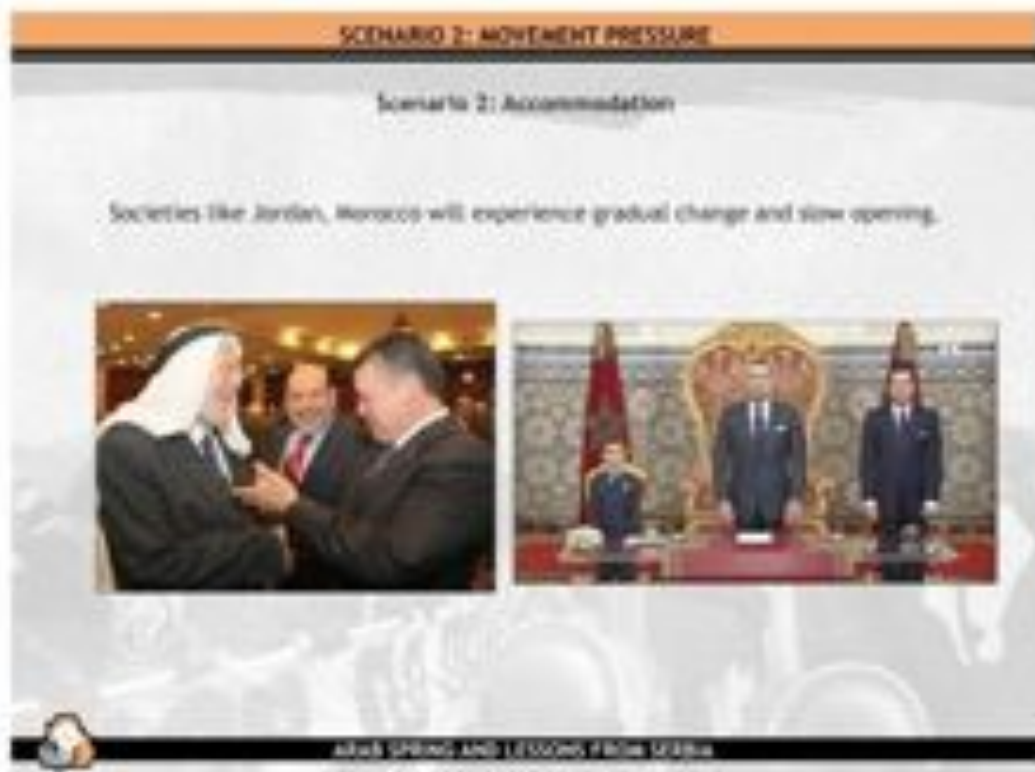 SCENARIO 2: MOVEMENT PRESSURE
Scenario 2: Accommodation
Societies like Jordan, Morocco will experience gradual change and slow opening.
ARAB SPRING AND LESSONS FROM SERBIA